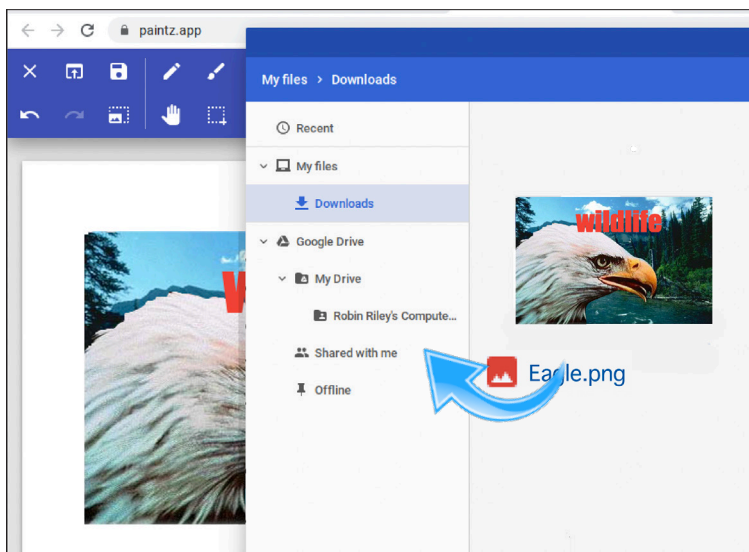 paintz.app
My files > Downloads
Recent
My files
Downloads
Google Drive
My Drive
Robin Riley's Compute...
Shared with me
Offline
wildlife
Eagle.png